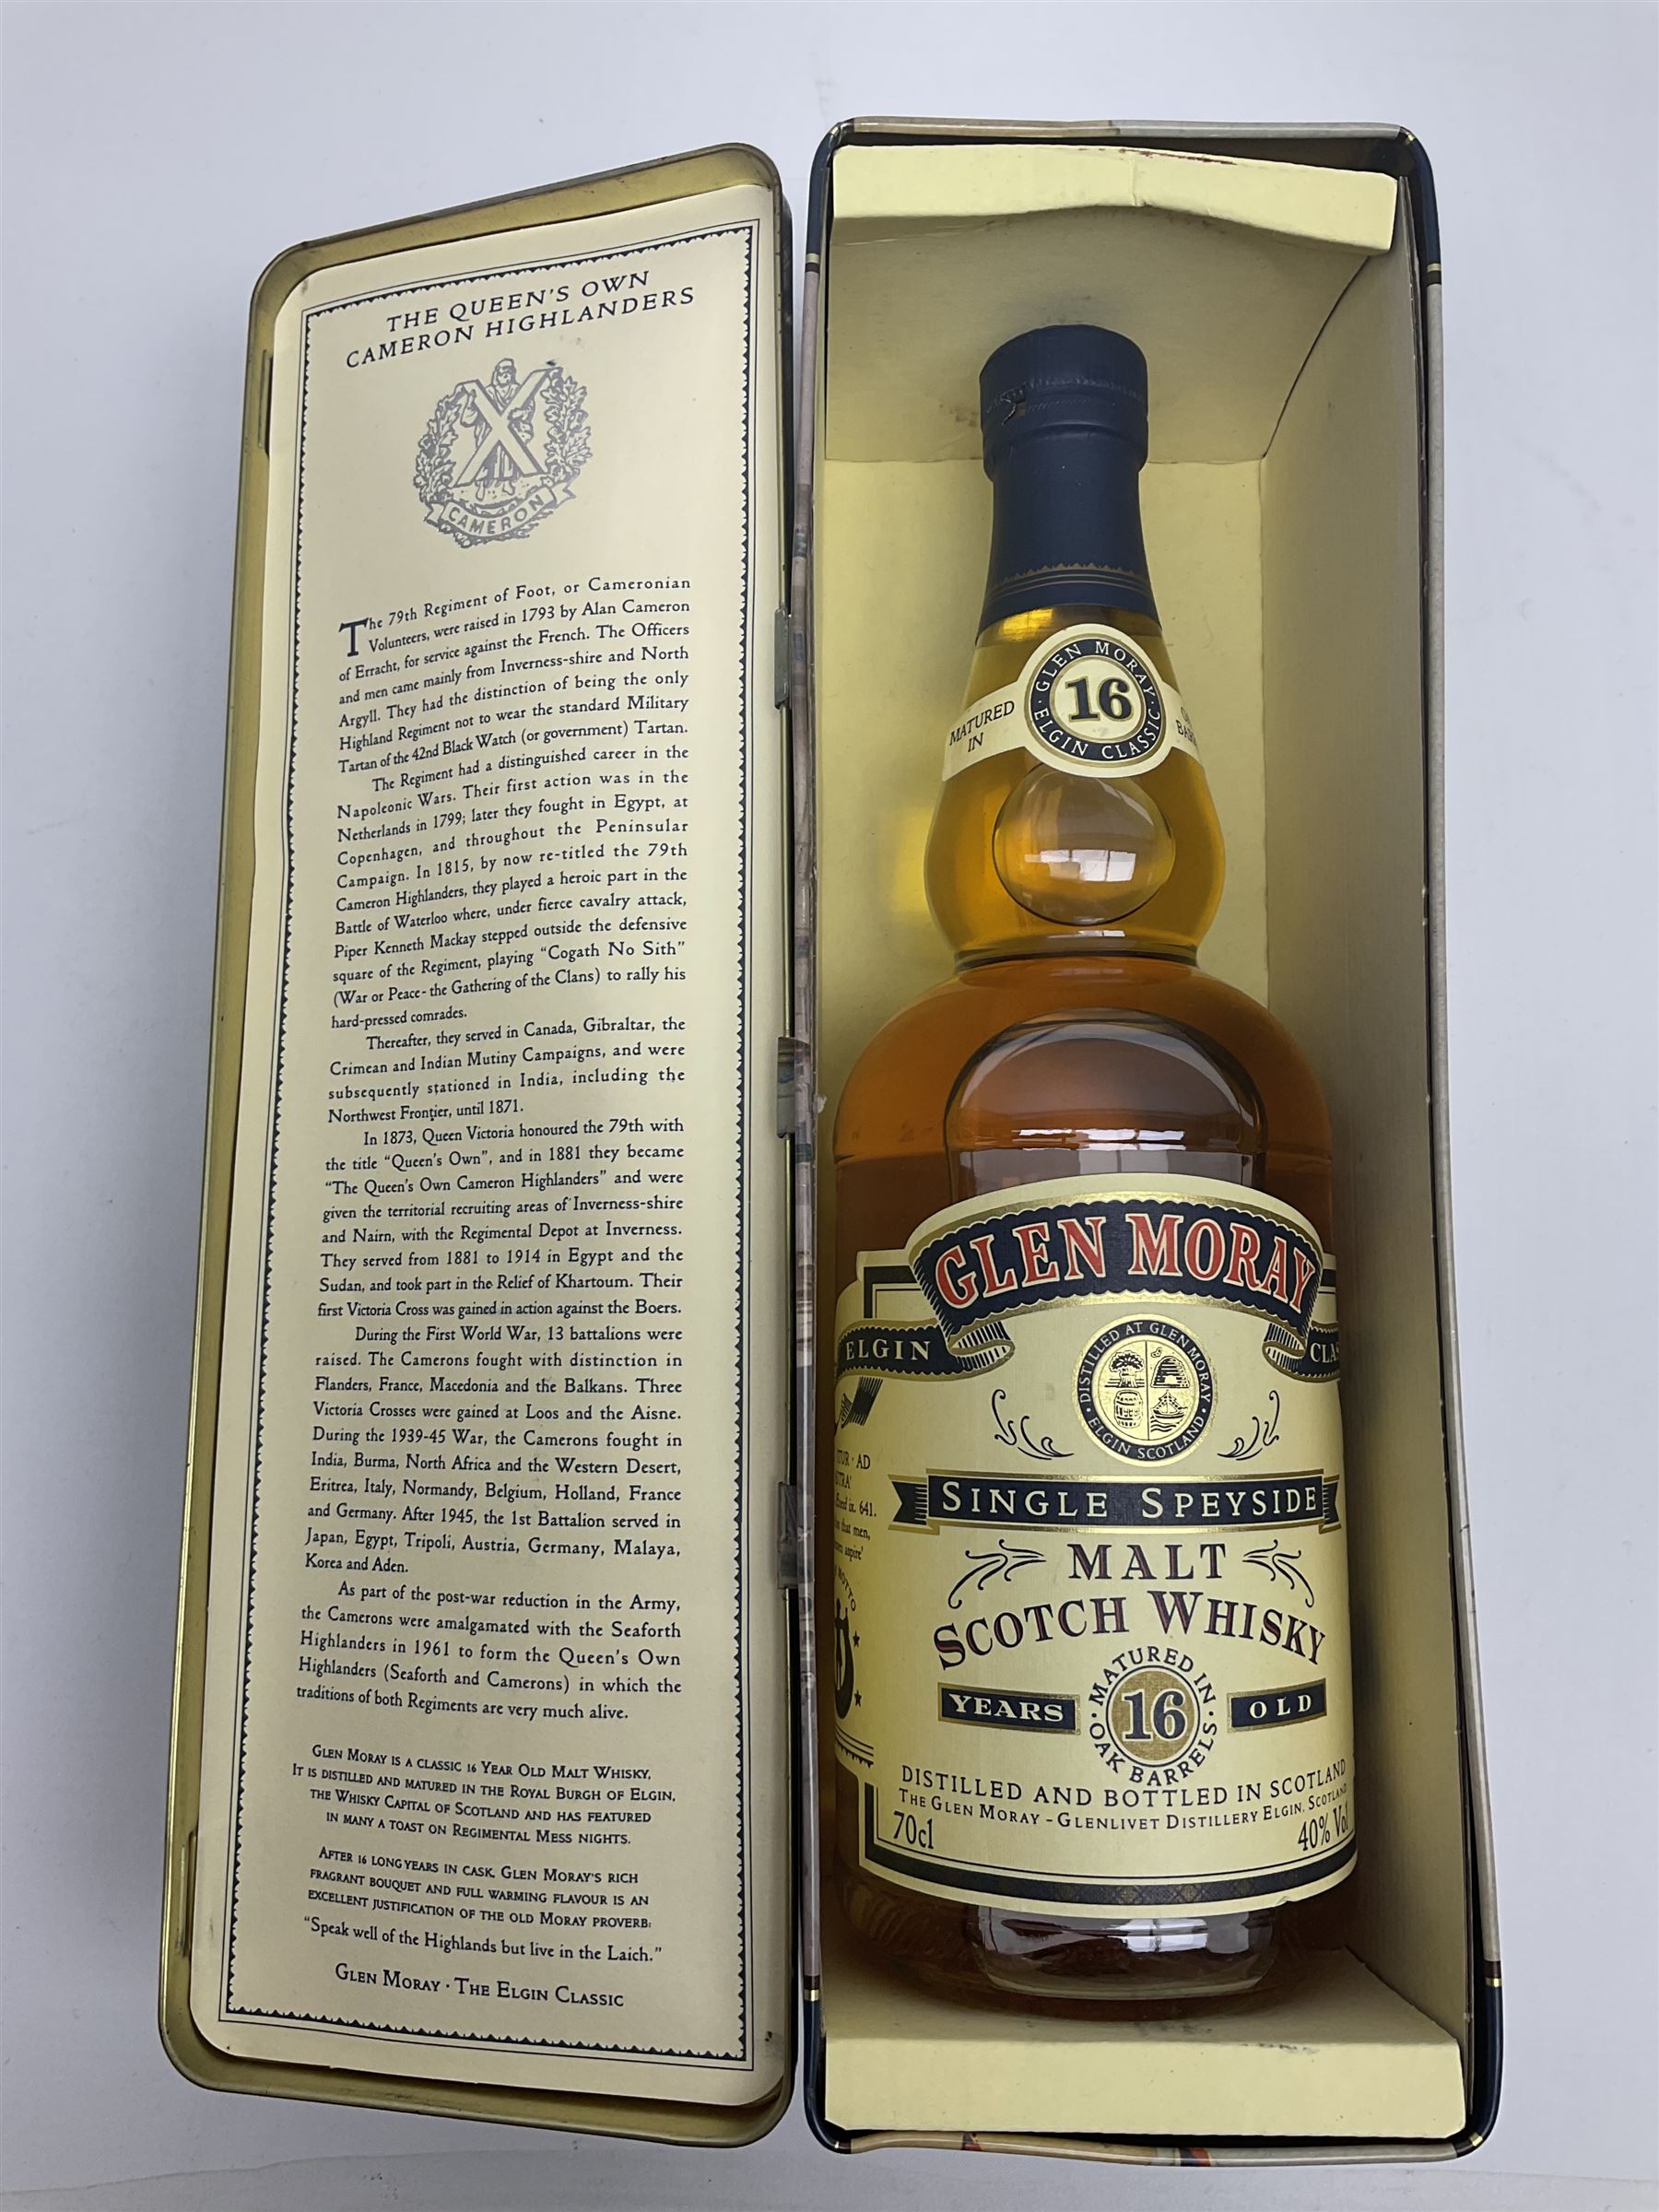 THE QUEEN'S OWN
CAMERON HIGHLANDERS
CAMERON
The 79th Regiment of Foot, or Cameronian
Volunteers, were raised in 1793 by Alan Cameron
of Erracht, for service against the French. The Officers
and men came mainly from Inverness-shire and North
Argyll. They had the distinction of being the only
Highland Regiment not to wear the standard Military
Tartan of the 42nd Black Watch (or government) Tartan.
The Regiment had a distinguished career in the
Napoleonic Wars. Their first action was in the
Netherlands in 1799; later they fought in Egypt, at
Copenhagen, and throughout the Peninsular
Campaign. In 1815, by now re-titled the 79th
Cameron Highlanders, they played a heroic part in the
Battle of Waterloo where, under fierce cavalry attack,
Piper Kenneth Mackay stepped outside the defensive
square of the Regiment, playing "Cogath No Sith"
(War or Peace - the Gathering of the Clans) to rally his
hard-pressed comrades.
Thereafter, they served in Canada, Gibraltar, the
Crimean and Indian Mutiny Campaigns, and were
subsequently stationed in India, including the
Northwest Frontier, until 1871.
In 1873, Queen Victoria honoured the 79th with
the title "Queen's Own", and in 1881 they became
"The Queen's Own Cameron Highlanders" and were
given the territorial recruiting areas of Inverness-shire
and Nairn, with the Regimental Depot at Inverness.
They served from 1881 to 1914 in Egypt and the
Sudan, and took part in the Relief of Khartoum. Their
first Victoria Cross was gained in action against the Boers.
During the First World War, 13 battalions were
raised. The Camerons fought with distinction in
Flanders, France, Macedonia and the Balkans. Three
Victoria Crosses were gained at Loos and the Aisne.
During the 1939-45 War, the Camerons fought in
India, Burma, North Africa and the Western Desert,
Eritrea, Italy, Normandy, Belgium, Holland, France
and Germany. After 1945, the 1st Battalion served in
Japan, Egypt, Tripoli, Austria, Germany, Malaya,
Korea and Aden.
As part of the post-war reduction in the Army,
the Camerons were amalgamated with the Seaforth
Highlanders in 1961 to form the Queen's Own
Highlanders (Seaforth and Camerons) in which the
traditions of both Regiments are very much alive.
GLEN MORAY IS A CLASSIC 16 YEAR OLD MALT WHISKY,
IT IS DISTILLED AND MATURED IN THE ROYAL BURGH OF ELGIN,
THE WHISKY CAPITAL OF SCOTLAND AND HAS FEATURED
IN MANY A TOAST ON REGIMENTAL MESS NIGHTS.
AFTER 16 LONG YEARS IN CASK, GLEN MORAY'S RICH
FRAGRANT BOUQUET AND FULL WARMING FLAVOUR IS AN
EXCELLENT JUSTIFICATION OF THE OLD MORAY PROVERB:
"Speak well of the Highlands but live in the Laich."
GLEN MORAY · THE ELGIN CLASSIC
GLEN MORAY
16
ELGIN CLASSIC
MATURED
IN
GLEN MORAY
ELGIN
DISTILLED AT GLEN MORAY
ELGIN SCOTLAND
AD
641.
that men,
aspire'
MOTTO
SINGLE SPEYSIDE
MALT
SCOTCH WHISKY
YEARS
MATURED IN
16
OAK BARRELS
OLD
DISTILLED AND BOTTLED IN SCOTLAND
THE GLEN MORAY - GLENLIVET DISTILLERY ELGIN, SCOTLAND
70cl
40% Vol